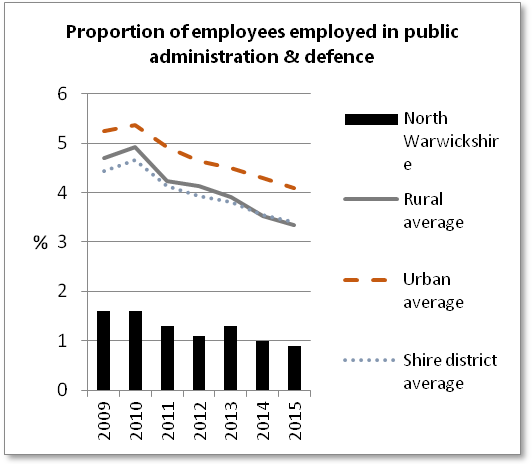 Proportion of employees employed in public
administration & defence
6
5
4
3
2
1
0
%
2009
2010
2011
2012
2013
2014
2015
North
Warwickshir
e
Rural
average
Urban
average
Shire district
average